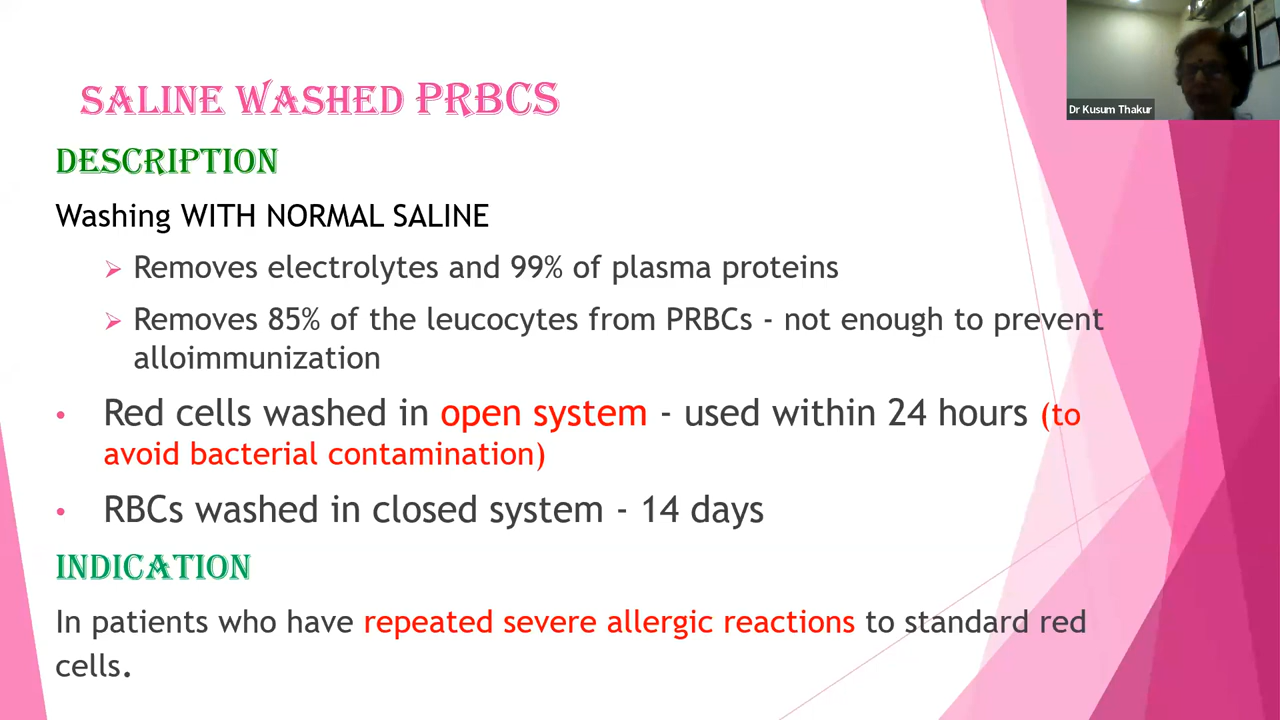 Dr Kusum Thakur
SALINE WASHED PRBCS
DESCRIPTION
Washing WITH NORMAL SALINE
➢ Removes electrolytes and 99% of plasma proteins
➢ Removes 85% of the leucocytes from PRBCs - not enough to prevent
alloimmunization
• Red cells washed in open system - used within 24 hours (to
avoid bacterial contamination)
• RBCs washed in closed system - 14 days
INDICATION
In patients who have repeated severe allergic reactions to standard red
cells.